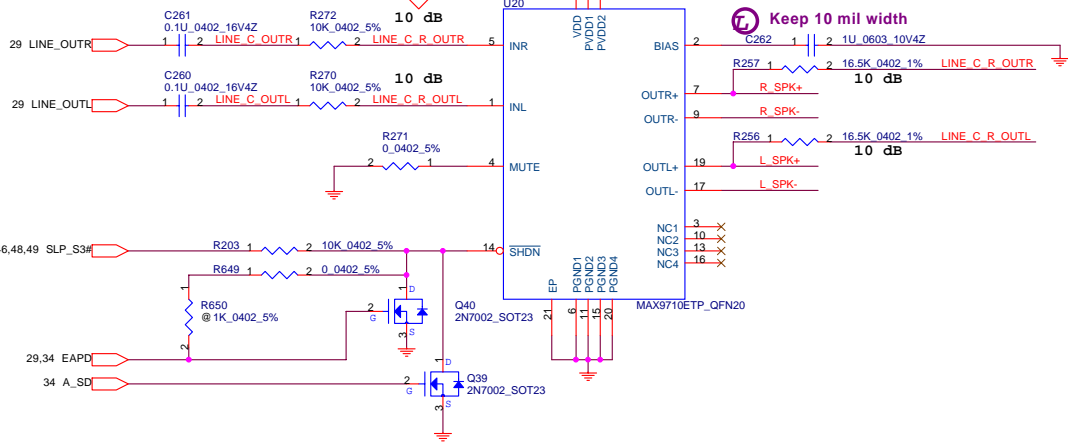 U20
C261
0.1U_0402_16V4Z
R272
10K_0402_5%
10 dB
29 LINE_OUTR
1
2
LINE_C_OUTR
1
2
LINE_C_R_OUTR
5
INR
C260
0.1U_0402_16V4Z
R270
10K_0402_5%
10 dB
29 LINE_OUTL
1
2
LINE_C_OUTL
1
2
LINE_C_R_OUTL
1
INL
R271
0_0402_5%
2
1
4
MUTE
6,48,49 SLP_S3#
R203
1
2
10K_0402_5%
14
SHDN
R649
1
2
0_0402_5%
1
R650
@1K_0402_5%
2
1
D
2
G
S
3
Q40
2N7002_SOT23
29,34 EAPD
34 A_SD
1
D
2
G
S
3
Q39
2N7002_SOT23
VDD
PVDD1
PVDD2
BIAS
2
OUTR+
7
OUTR-
9
OUTL+
19
OUTL-
17
NC1
3
NC2
10
NC3
13
NC4
16
EP
PGND1
PGND2
PGND3
PGND4
21
6
11
15
20
MAX9710ETP_QFN20
Keep 10 mil width
C262
1
2
1U_0603_10V4Z
R257
1
2
16.5K_0402_1%
LINE_C_R_OUTR
10 dB
R_SPK+
R_SPK-
R256
1
2
16.5K_0402_1%
LINE_C_R_OUTL
10 dB
L_SPK+
L_SPK-